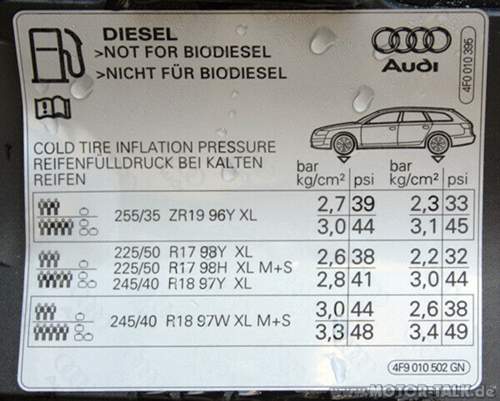 DIESEL
>NOT FOR BIODIESEL
>NICHT FÜR BIODIESEL
Audi
4F0 010 395
COLD TIRE INFLATION PRESSURE
REIFENFÜLLDRUCK BEI KALTEN
REIFEN
bar psi bar psi
kg/cm² kg/cm²
255/35 ZR19 96Y XL 2,7 39 2,3 33
3,0 44 3,1 45
225/50 R17 98Y XL 2,6 38 2,2 32
225/50 R17 98H XL M+S
245/40 R18 97Y XL 2,8 41 3,0 44
245/40 R18 97W XL M+S 3,0 44 2,6 38
3,3 48 3,4 49
4F9 010 502 GN
www.MOTOR-TALK.de